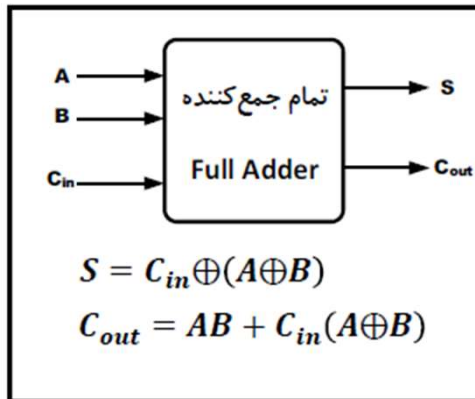 A
B
C_in
تمام جمع کننده
Full Adder
S
C_out
S = C_in⊕(A⊕B)
C_out = AB + C_in(A⊕B)